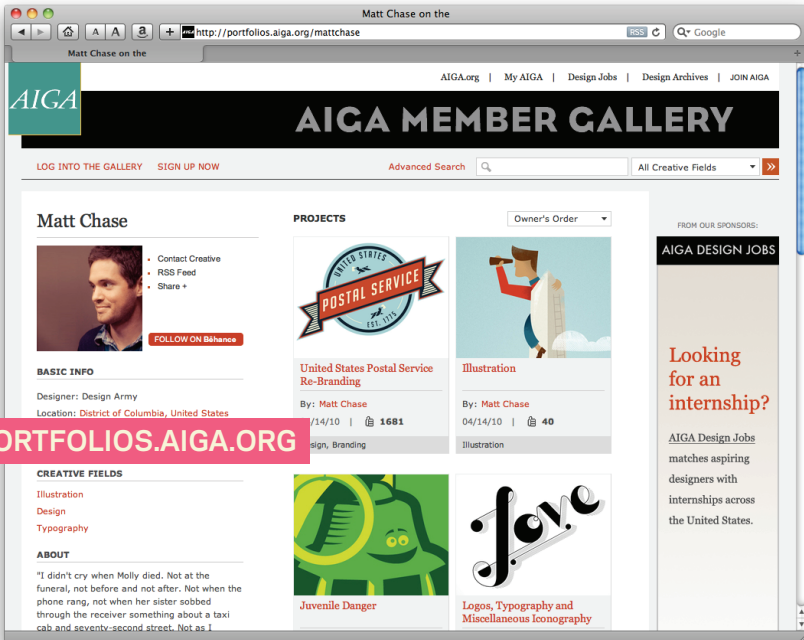 Matt Chase on the
A A a + AIGA http://portfolios.aiga.org/mattchase RSS Google
Matt Chase on the
AIGA.org | My AIGA | Design Jobs | Design Archives | JOIN AIGA
AIGA
AIGA MEMBER GALLERY
LOG INTO THE GALLERY SIGN UP NOW Advanced Search All Creative Fields »
Matt Chase
Contact Creative
RSS Feed
Share +
FOLLOW ON Bēhance
BASIC INFO
Designer: Design Army
Location: District of Columbia, United States
ORTFOLIOS.AIGA.ORG
CREATIVE FIELDS
Illustration
Design
Typography
ABOUT
"I didn't cry when Molly died. Not at the
funeral, not before and not after. Not when the
phone rang, not when her sister sobbed
through the receiver something about a taxi
cab and seventy-second street. Not as I
PROJECTS Owner's Order
UNITED STATES
POSTAL SERVICE
EST. 1775
United States Postal Service
Re-Branding
By: Matt Chase
/14/10 | 1681
sign, Branding
Illustration
By: Matt Chase
04/14/10 | 40
Illustration
Juvenile Danger
Love
Logos, Typography and
Miscellaneous Iconography
FROM OUR SPONSORS:
AIGA DESIGN JOBS
Looking
for an
internship?
AIGA Design Jobs
matches aspiring
designers with
internships across
the United States.